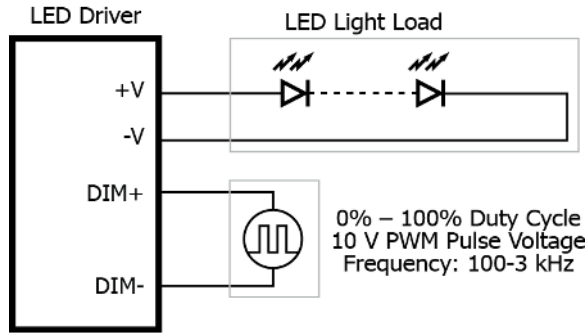 LED Driver
LED Light Load
+V
-V
DIM+
DIM-
0% – 100% Duty Cycle
10 V PWM Pulse Voltage
Frequency: 100-3 kHz